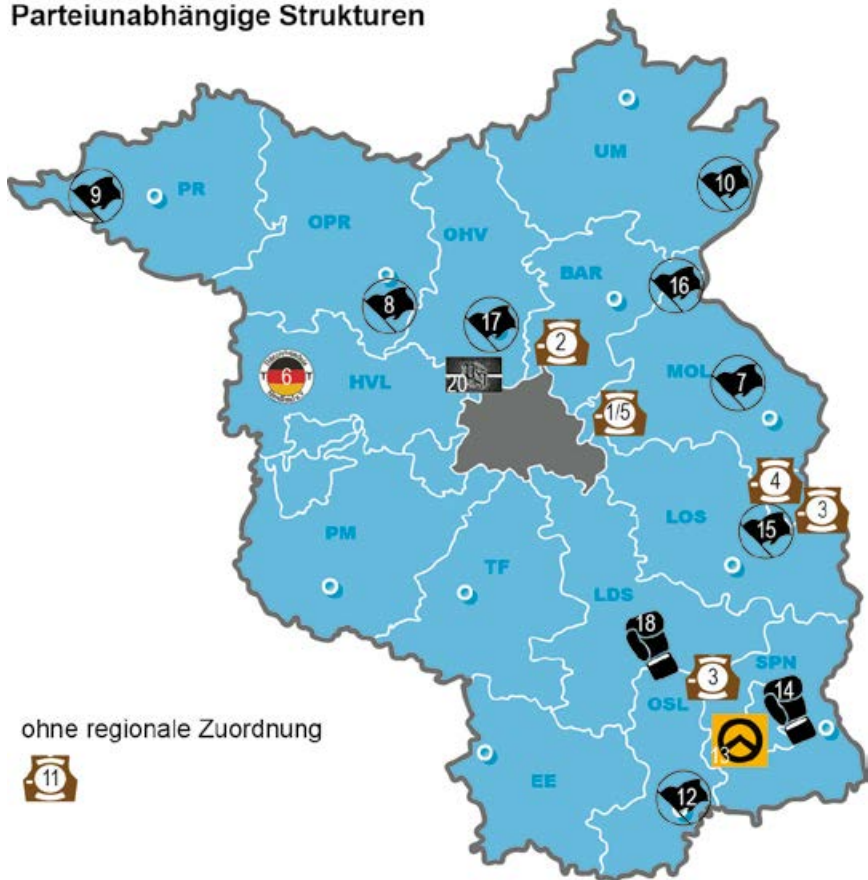 Parteiunabhängige Strukturen
UM
9
PR
10
OPR
OHV
BAR
16
8
17
2
MOL
7
6
HVL
20
1/5
4
3
LOS
15
PM
TF
LDS
18
SPN
3
14
OSL
13
ohne regionale Zuordnung
11
EE
12